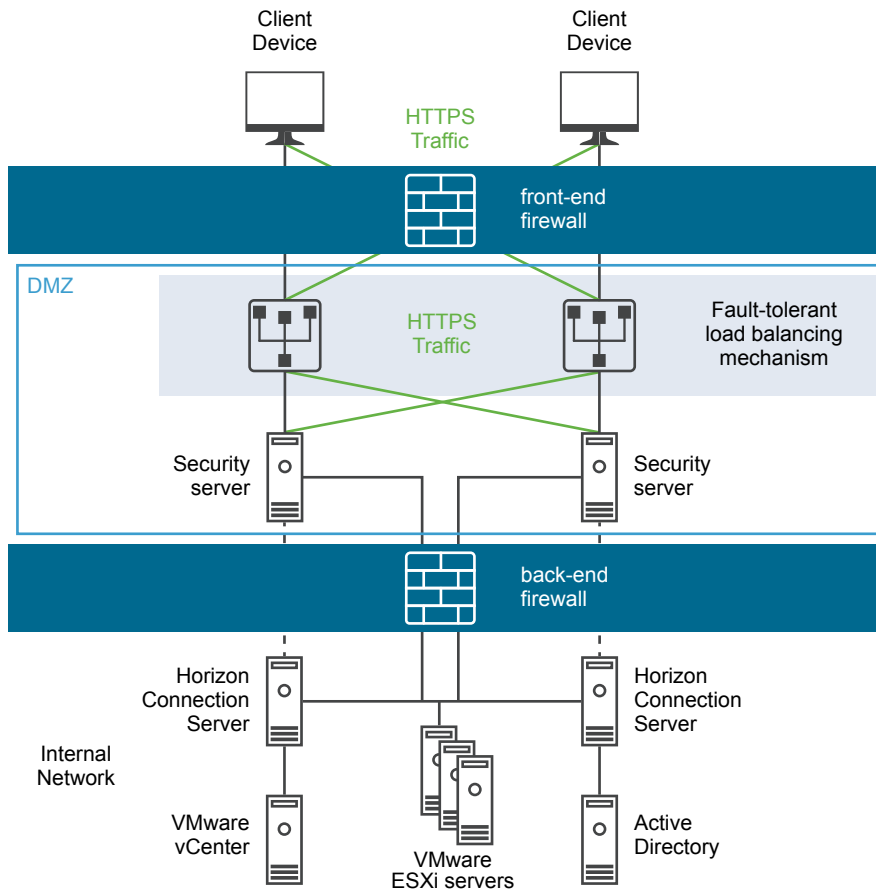 Client
Device
Client
Device
HTTPS
Traffic
front-end
firewall
DMZ
HTTPS
Traffic
Fault-tolerant
load balancing
mechanism
Security
server
Security
server
back-end
firewall
Horizon
Connection
Server
Horizon
Connection
Server
Internal
Network
VMware
vCenter
VMware
ESXi servers
Active
Directory